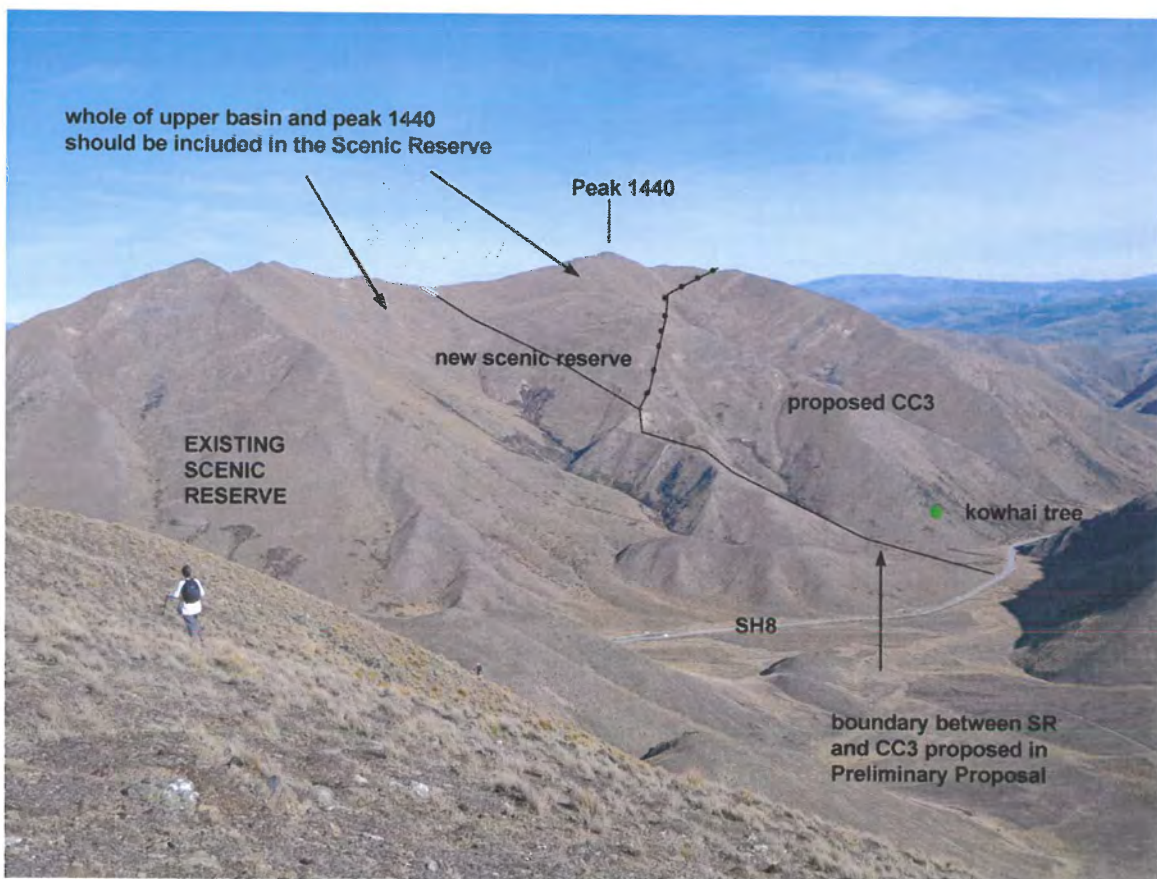 whole of upper basin and peak 1440
should be included in the Scenic Reserve
Peak 1440
new scenic reserve
proposed CC3
EXISTING
SCENIC
RESERVE
kowhai tree
SH8
boundary between SR
and CC3 proposed in
Preliminary Proposal